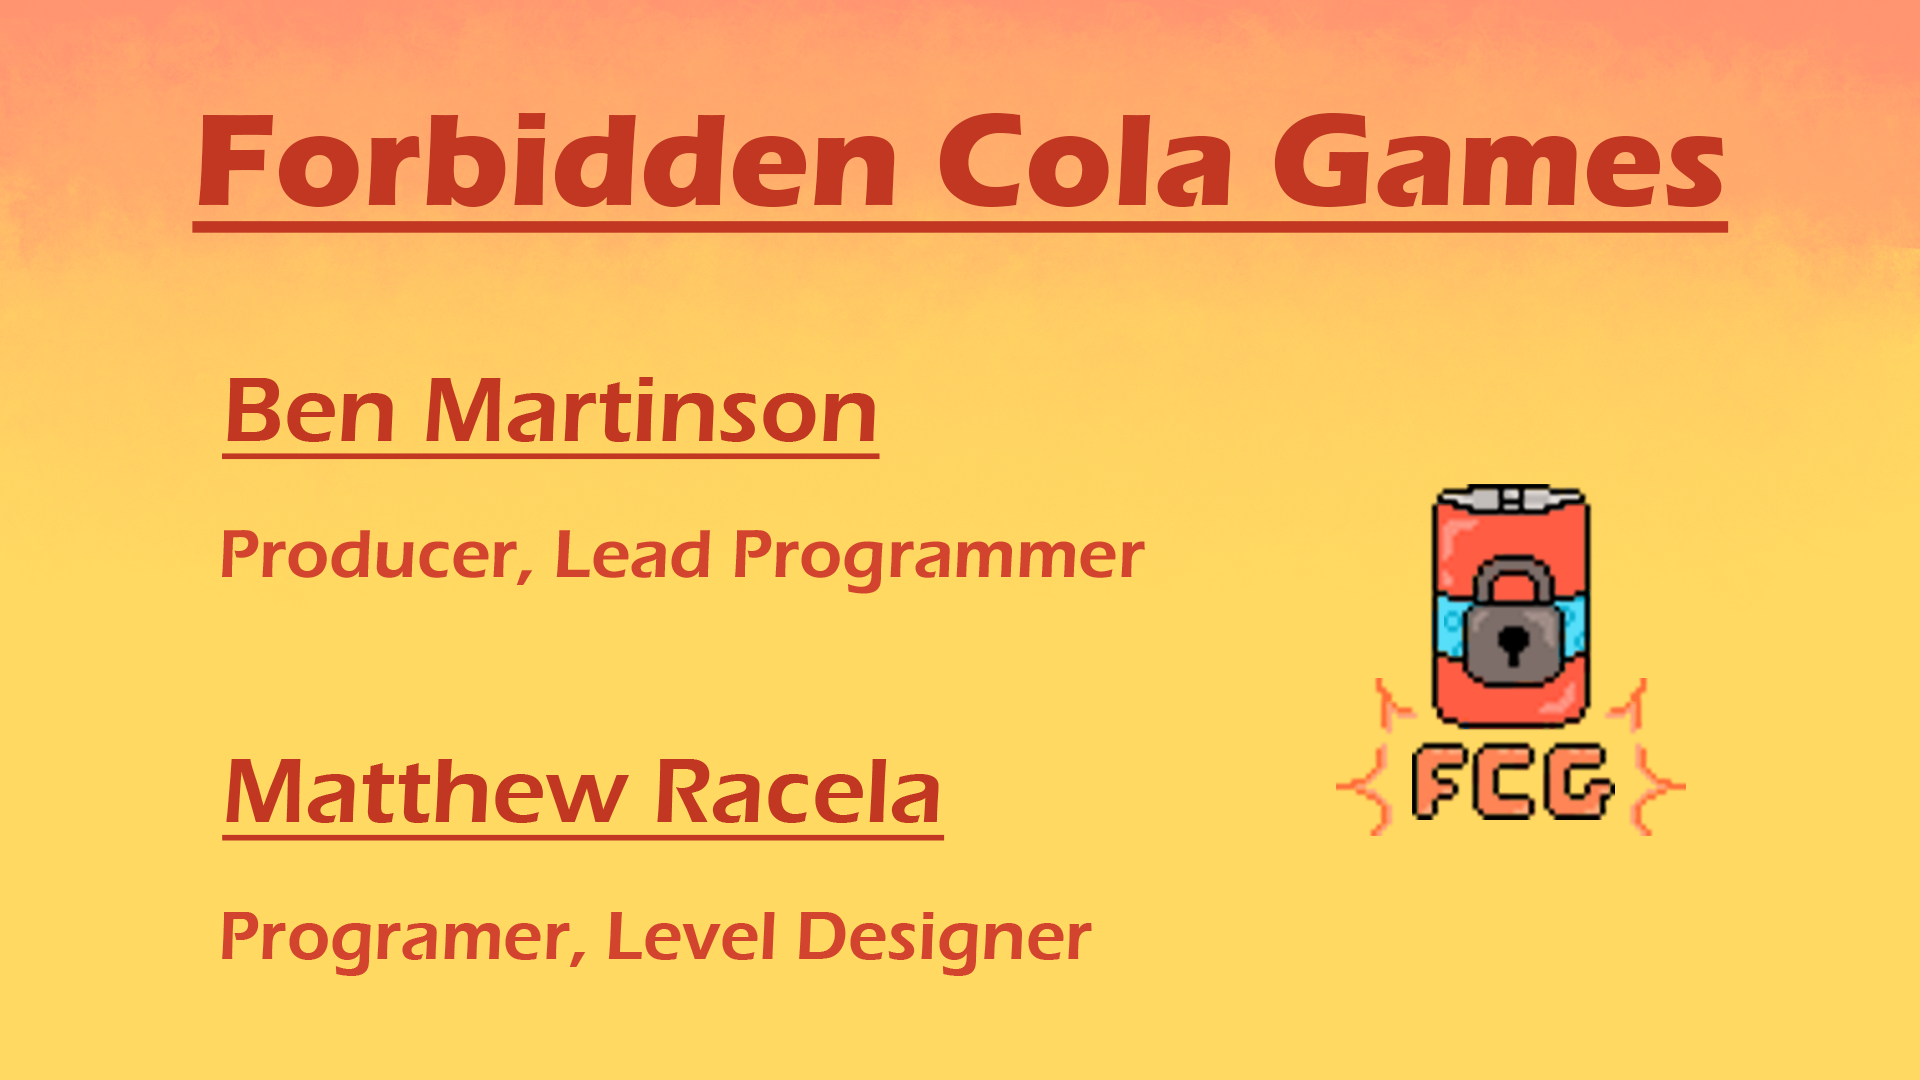 Forbidden Cola Games
Ben Martinson
Producer, Lead Programmer
Matthew Racela
Programer, Level Designer
FCG